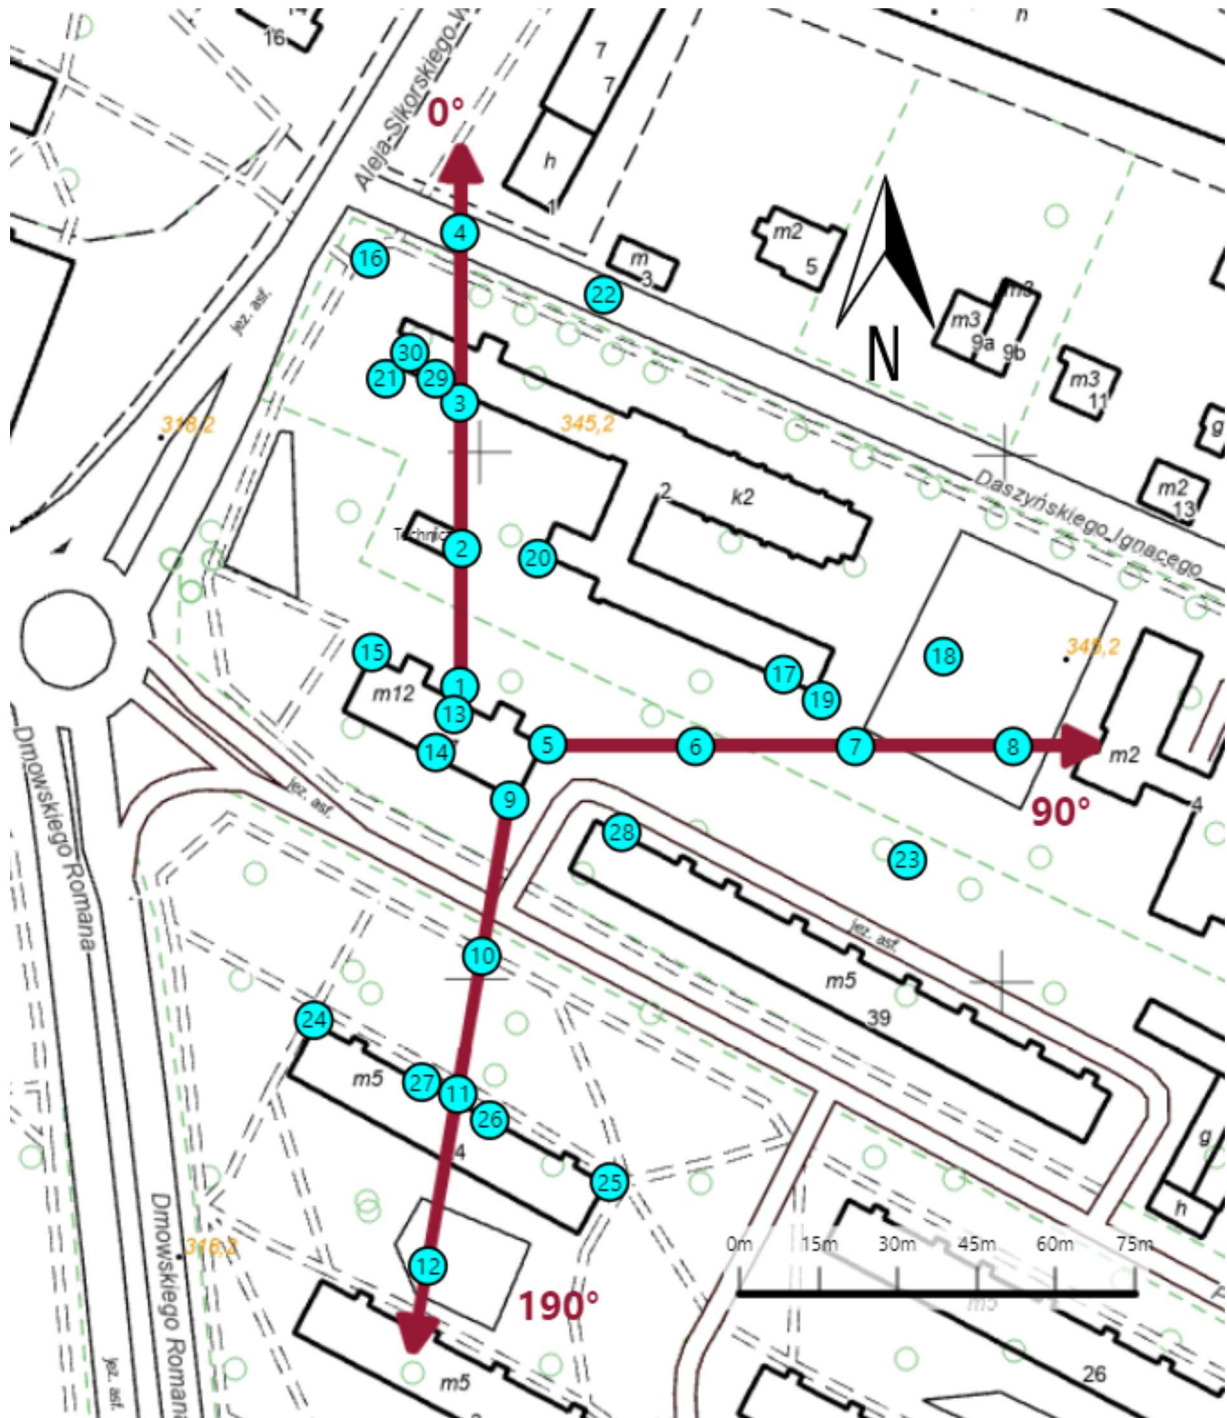 h
16
Aleja Sikorskiego W
7
7
0°
h
1
4
m2
16
m
5
3
22
jez. asf.
m3
m3
9a
9b
N
30
21
29
m3
11
3
318,2
345,2
g
2
k2
Daszyńskiego Ignacego
m2
13
Technicz
2
20
15
18
345,2
17
m12
1
19
13
14
5
6
7
8
m2
9
90°
4
jez. asf.
Dmowskiego Romana
28
23
jez. asf.
10
m5
39
24
m5
27
11
26
4
25
g
h
Dmowskiego Romana
318,2
0m
15m
30m
45m
60m
75m
12
190°
m5
jez. asf.
m5
26